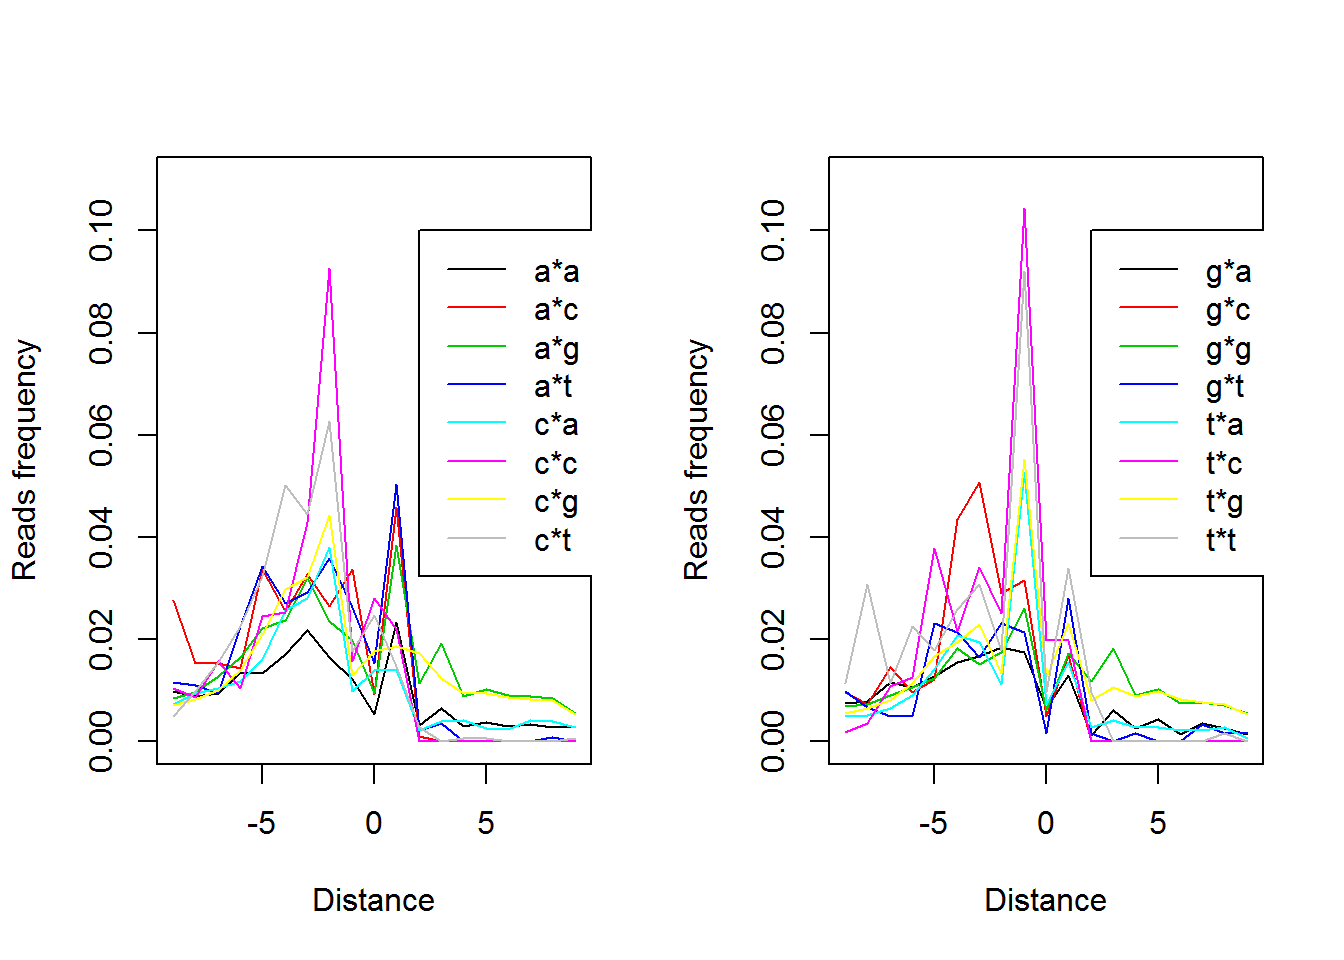 Reads frequency
0.00 0.02 0.04 0.06 0.08 0.10
a*a
a*c
a*g
a*t
c*a
c*c
c*g
c*t
-5 0 5
Distance
Reads frequency
0.00 0.02 0.04 0.06 0.08 0.10
g*a
g*c
g*g
g*t
t*a
t*c
t*g
t*t
-5 0 5
Distance